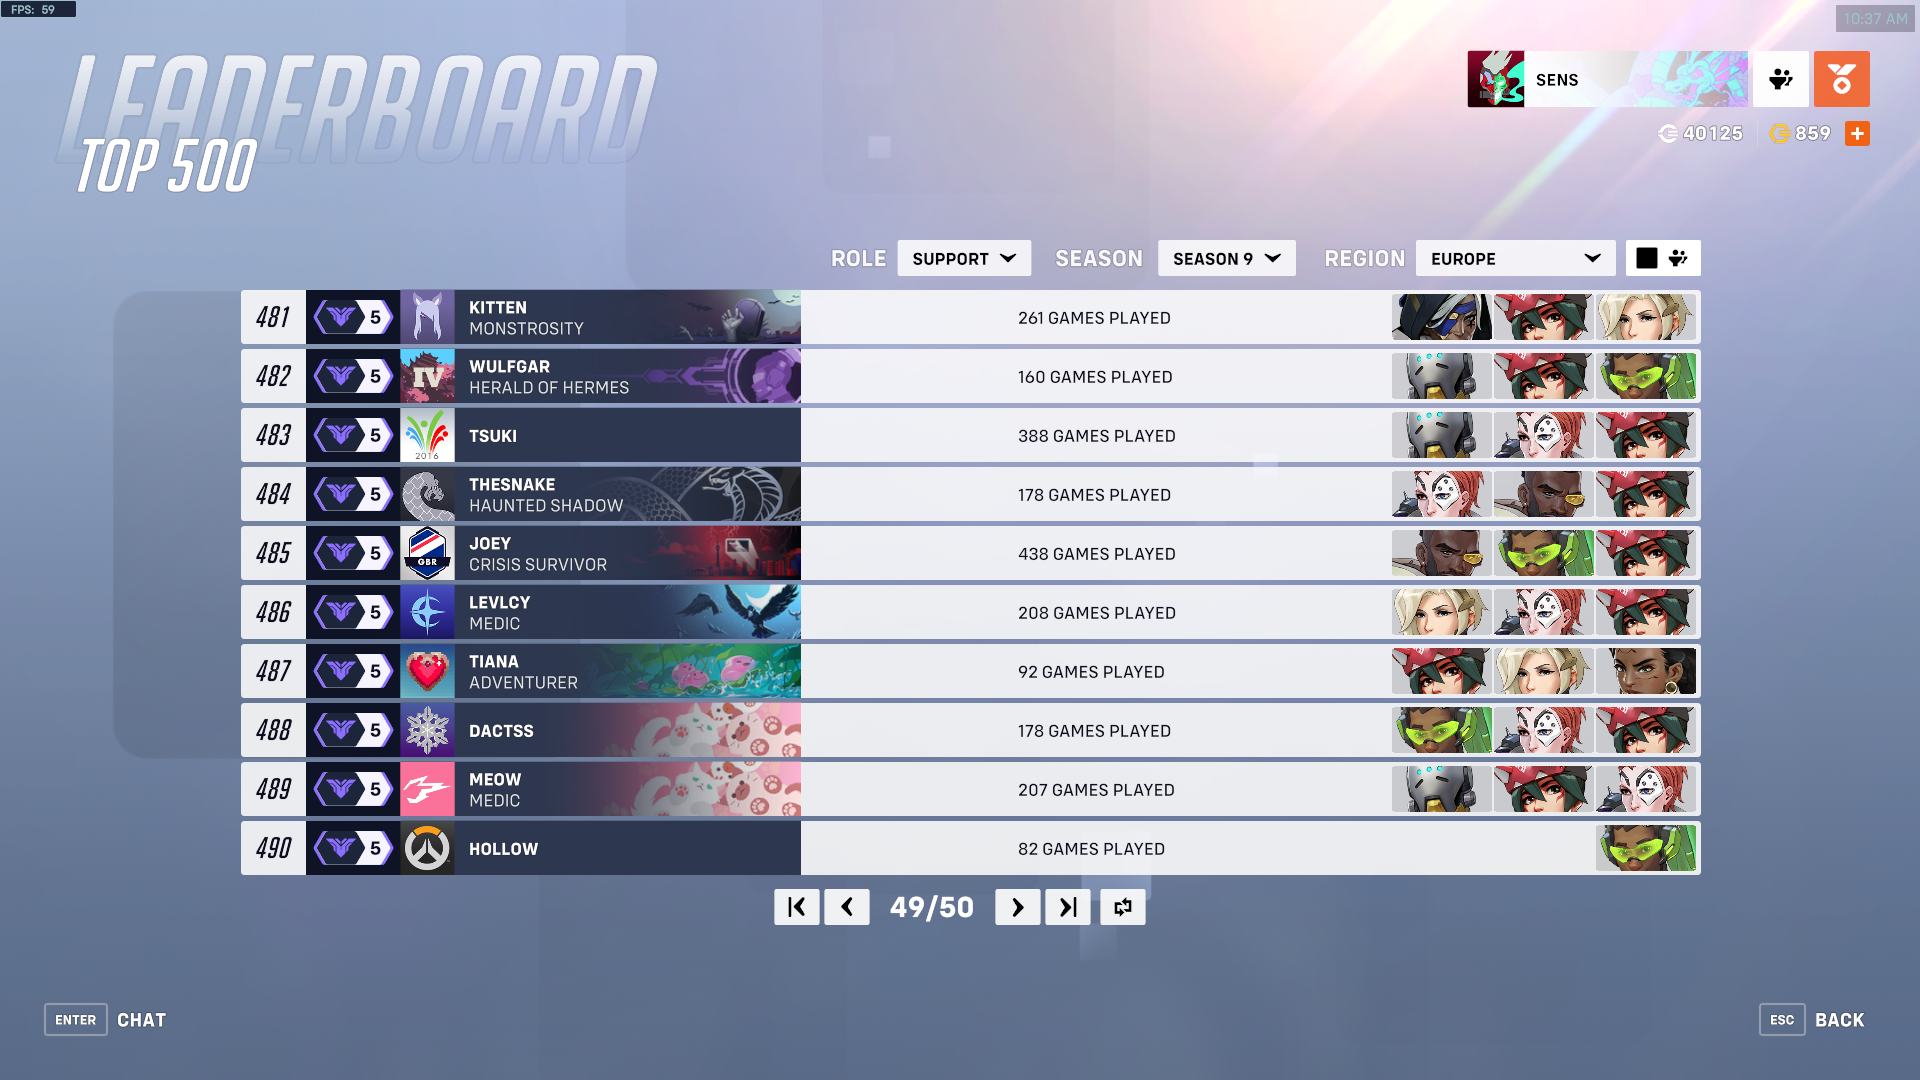 FPS: 59
10:37 AM
LEADERBOARD
TOP 500
SENS
40125
859
ROLE SUPPORT SEASON SEASON 9 REGION EUROPE
481 5 KITTEN
MONSTROSITY
261 GAMES PLAYED
482 5 IV WULFGAR
HERALD OF HERMES
160 GAMES PLAYED
483 5 2016 TSUKI
388 GAMES PLAYED
484 5 THESNAKE
HAUNTED SHADOW
178 GAMES PLAYED
485 5 GBR JOEY
CRISIS SURVIVOR
438 GAMES PLAYED
486 5 LEVLCY
MEDIC
208 GAMES PLAYED
487 5 TIANA
ADVENTURER
92 GAMES PLAYED
488 5 DACTSS
178 GAMES PLAYED
489 5 MEOW
MEDIC
207 GAMES PLAYED
490 5 HOLLOW
82 GAMES PLAYED
49/50
ENTER CHAT
ESC BACK